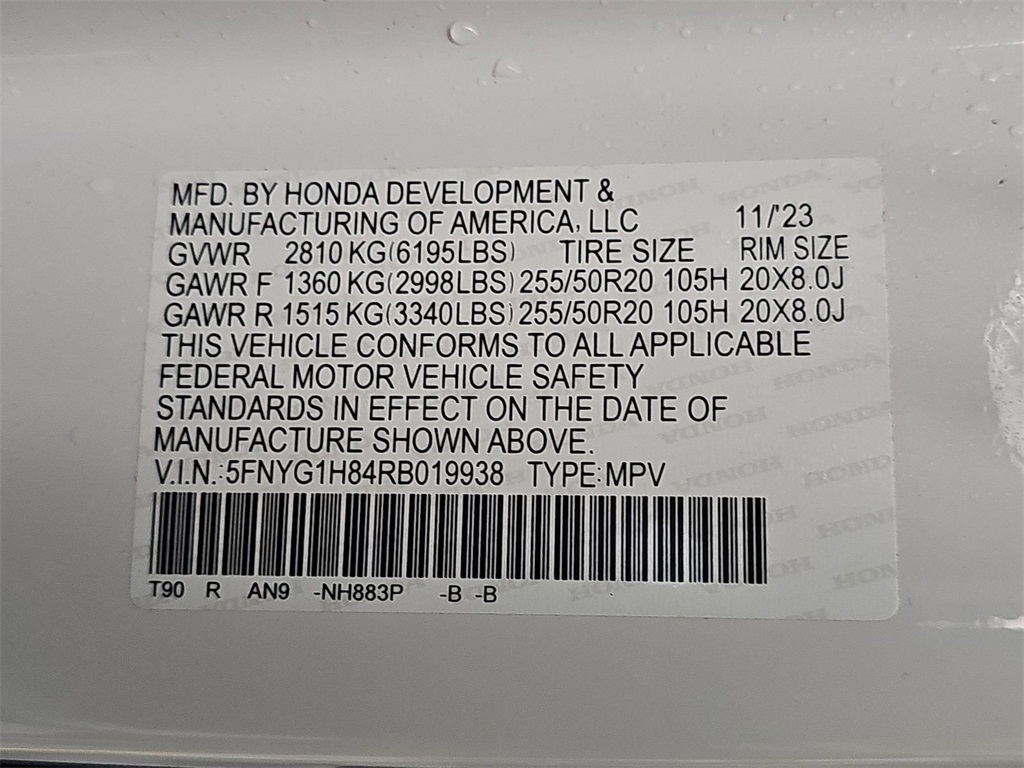 MFD. BY HONDA DEVELOPMENT &
MANUFACTURING OF AMERICA, LLC 11/'23
GVWR 2810 KG(6195LBS) TIRE SIZE RIM SIZE
GAWR F 1360 KG(2998LBS) 255/50R20 105H 20X8.0J
GAWR R 1515 KG(3340LBS) 255/50R20 105H 20X8.0J
THIS VEHICLE CONFORMS TO ALL APPLICABLE
FEDERAL MOTOR VEHICLE SAFETY
STANDARDS IN EFFECT ON THE DATE OF
MANUFACTURE SHOWN ABOVE.
V.I.N.:5FNYG1H84RB019938 TYPE:MPV
T90 R AN9 -NH883P -B -B